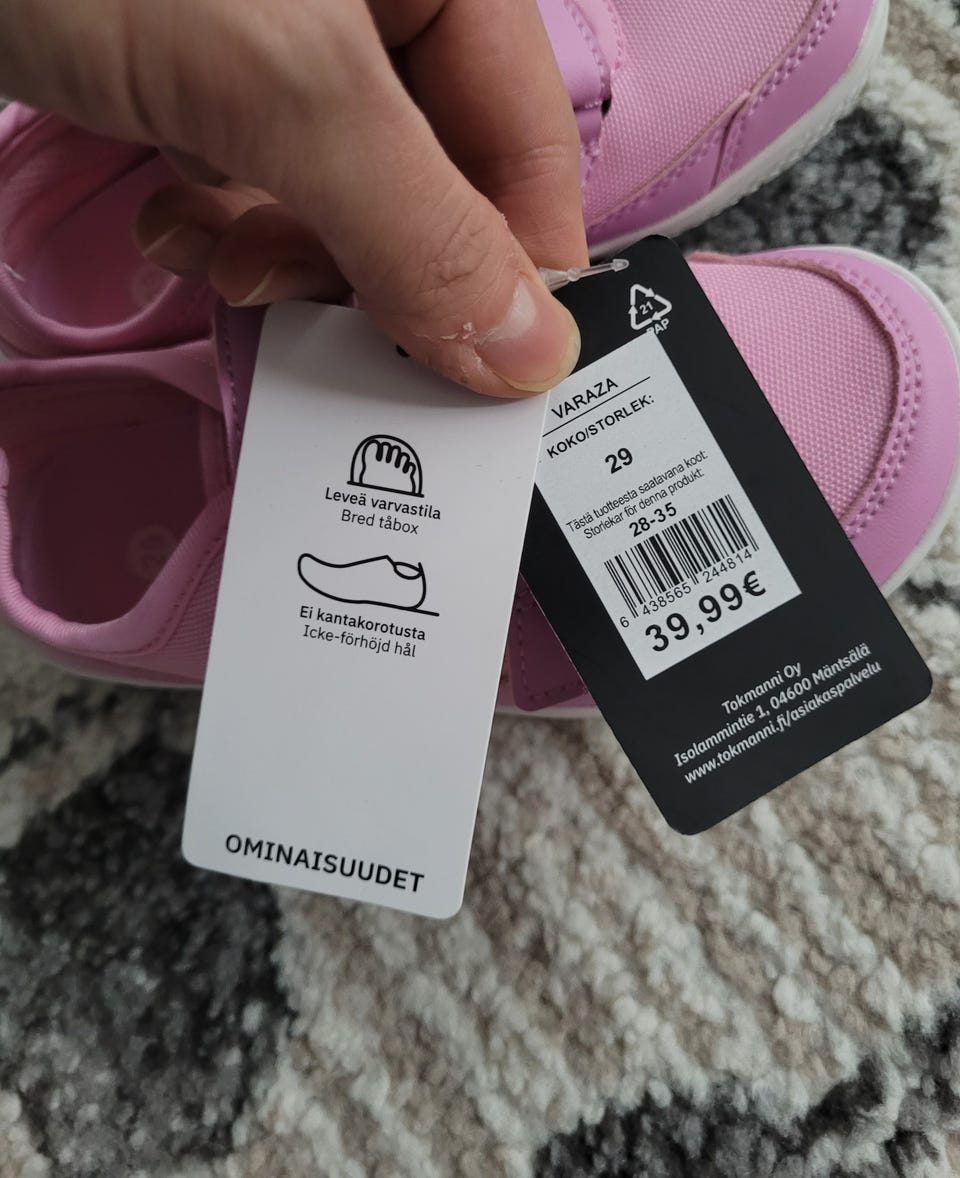 Leveä varvastila
Bred tåbox
Ei kantakorotusta
Icke-förhöjd hål
OMINAISUUDET
21
PAP
VARAZA
KOKO/STORLEK:
29
Tästä tuotteesta saatavana koot:
Storlekar för denna produkt:
28-35
6 438565 244814
39,99€
Tokmanni Oy
Isolammintie 1, 04600 Mäntsälä
www.tokmanni.fi/asiakaspalvelu